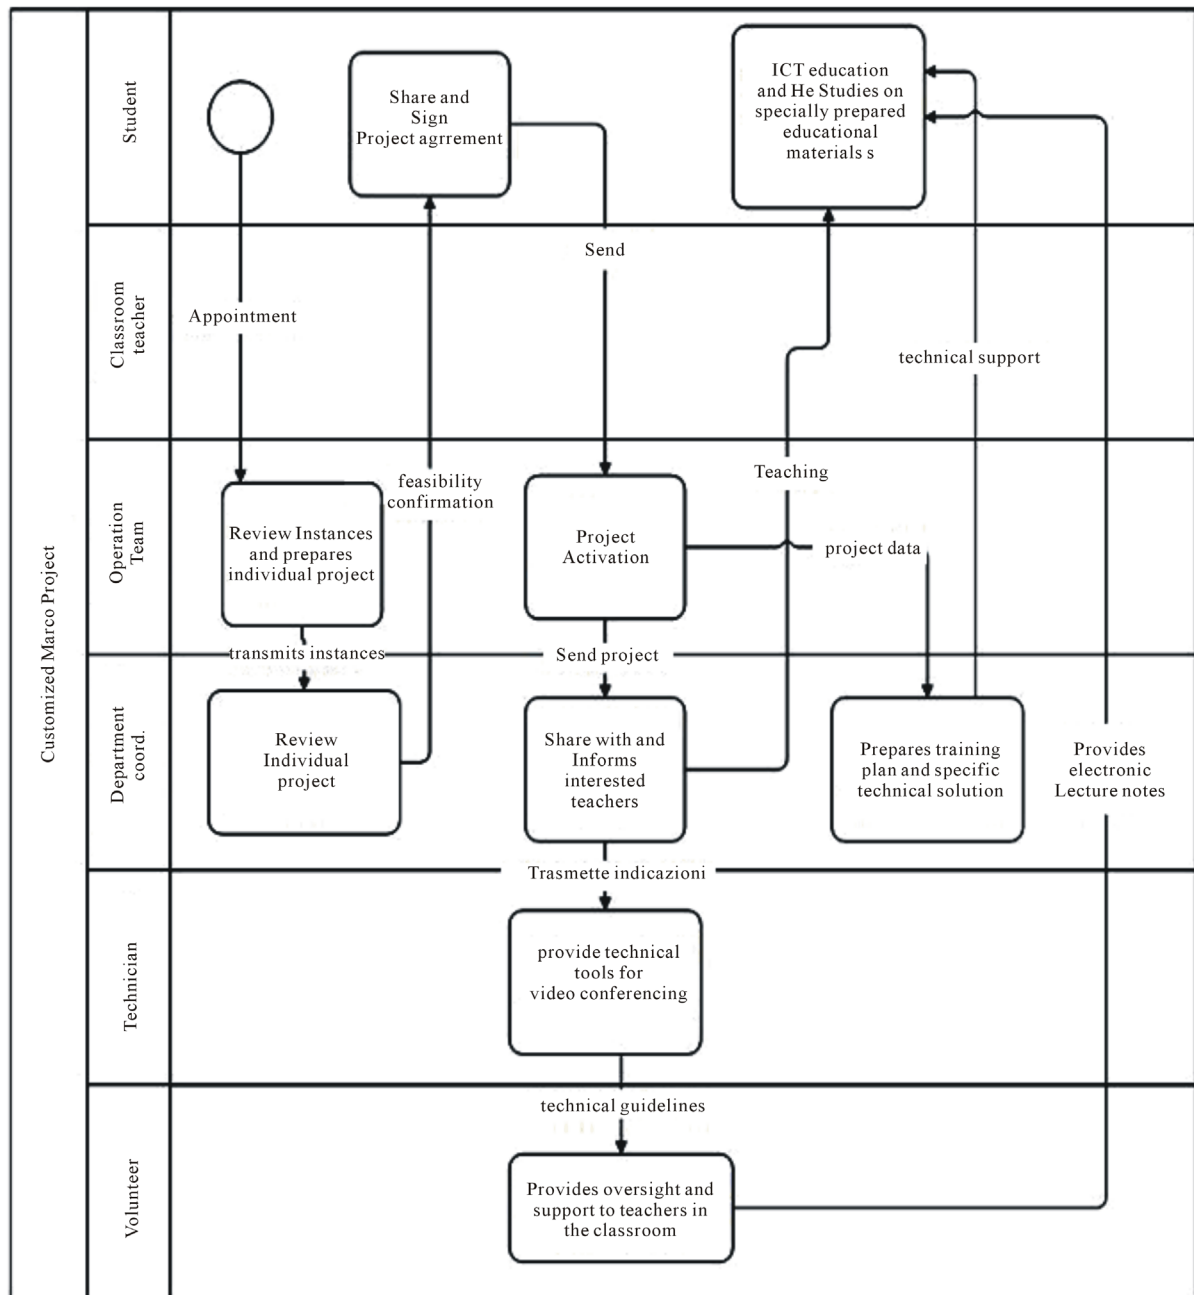 Customized Marco Project
Student
Share and
Sign
Project agrrement
ICT education
and He Studies on
specially prepared
educational
materials s
Classroom
teacher
Send
Appointment
technical support
Operation
Team
feasibility
confirmation
Teaching
Review Instances
and prepares
individual project
Project
Activation
project data
transmits instances
Send project
Department
coord.
Review
Individual
project
Share with and
Informs
interested
teachers
Prepares training
plan and specific
technical solution
Provides
electronic
Lecture notes
Trasmette indicazioni
Technician
provide technical
tools for
video conferencing
technical guidelines
Volunteer
Provides oversight and
support to teachers in
the classroom